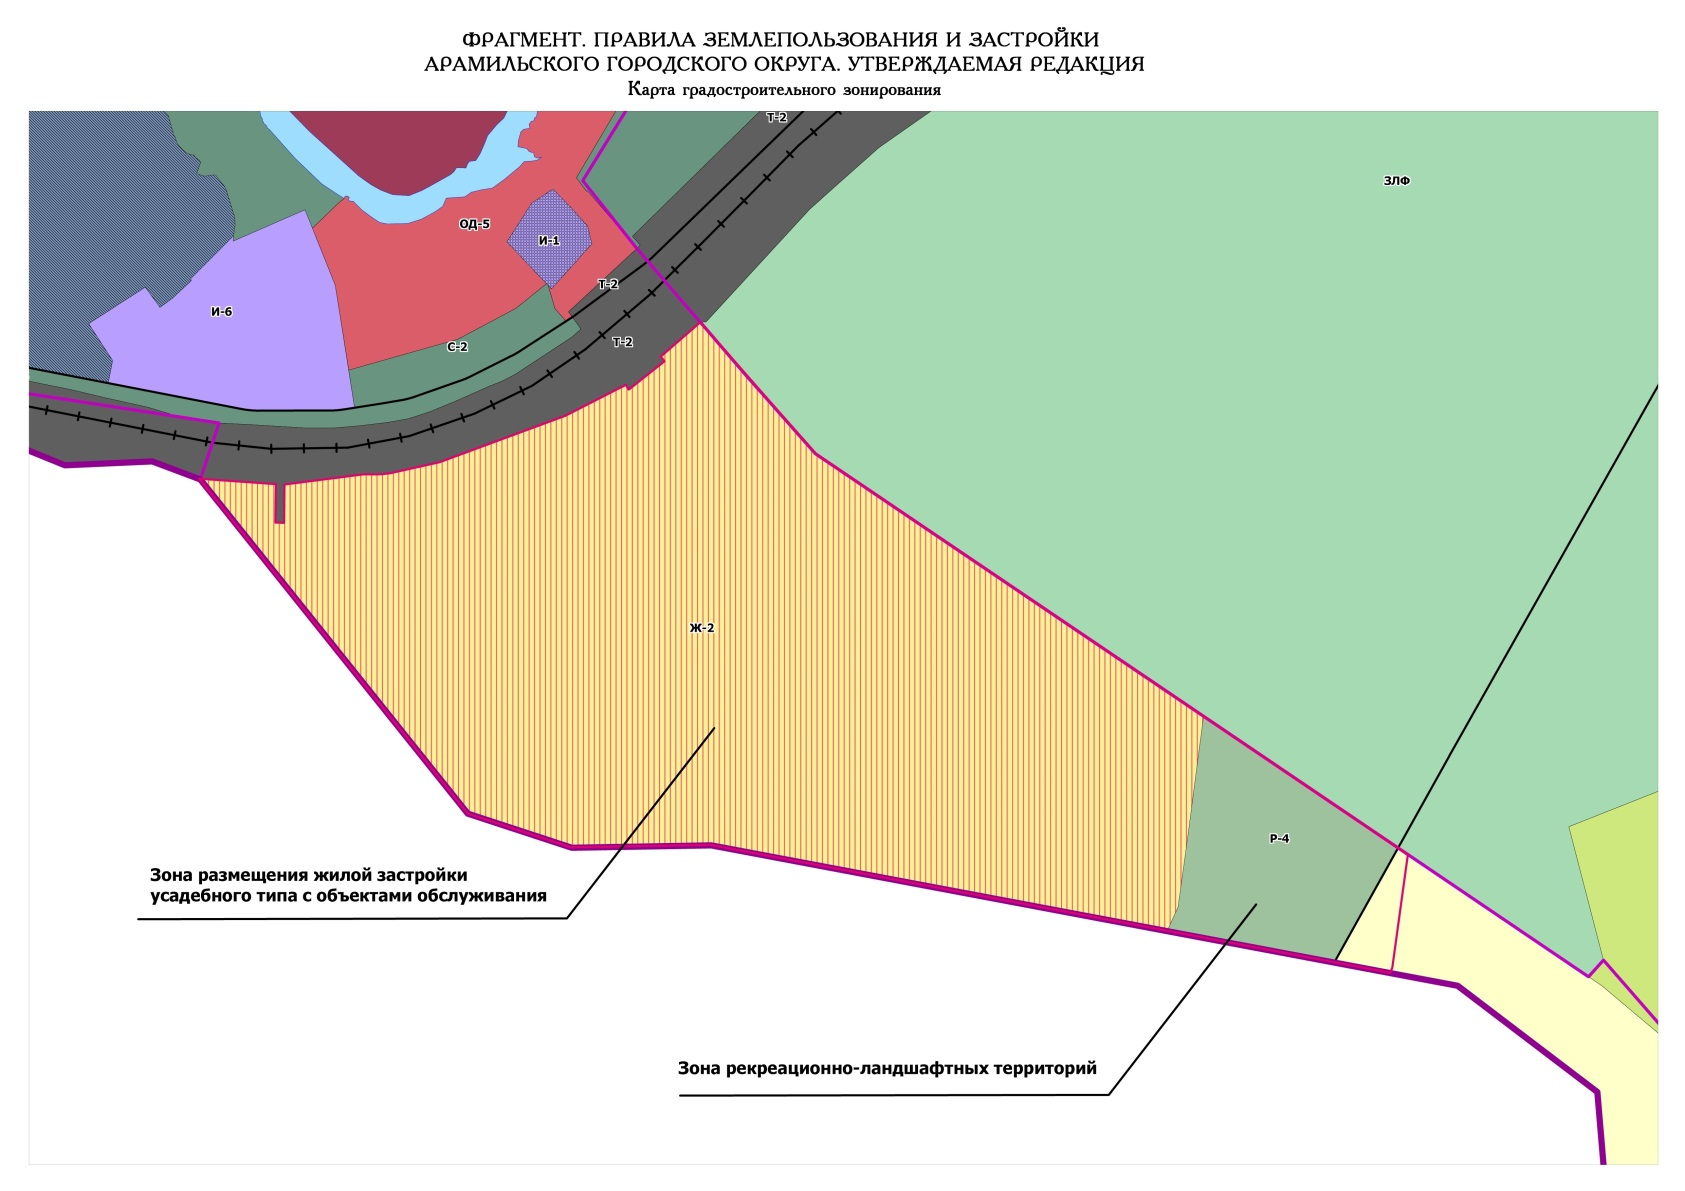 ФРАГМЕНТ. ПРАВИЛА ЗЕМЛЕПОЛЬЗОВАНИЯ И ЗАСТРОЙКИ
АРАМИЛЬСКОГО ГОРОДСКОГО ОКРУГА. УТВЕРЖДАЕМАЯ РЕДАКЦИЯ
Карта градостроительного зонирования
Т-2
ЗЛФ
ОД-5
И-1
Т-2
И-6
Т-2
С-2
Ж-2
Р-4
Зона размещения жилой застройки
усадебного типа с объектами обслуживания
Зона рекреационно-ландшафтных территорий